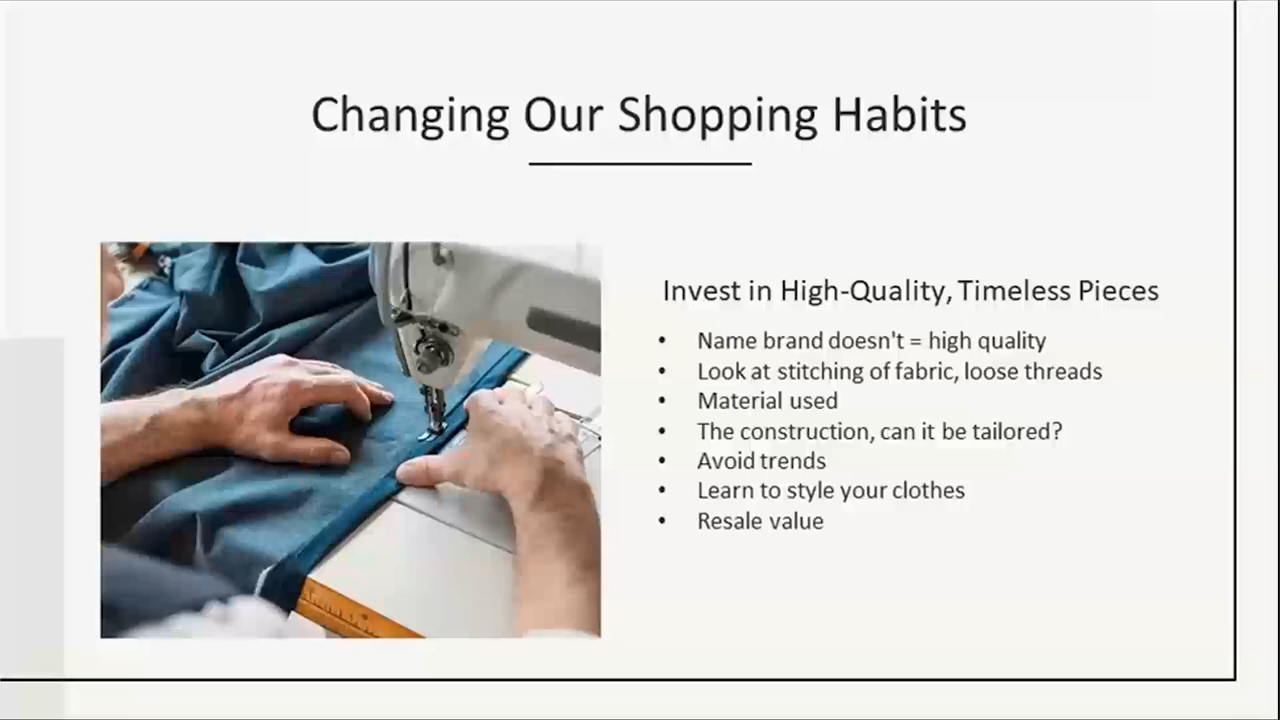 Changing Our Shopping Habits
Invest in High-Quality, Timeless Pieces
• Name brand doesn't = high quality
• Look at stitching of fabric, loose threads
• Material used
• The construction, can it be tailored?
• Avoid trends
• Learn to style your clothes
• Resale value